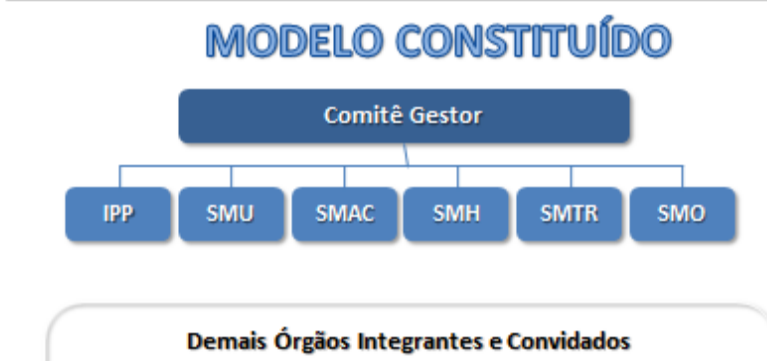 MODELO CONSTITUÍDO
Comitê Gestor
IPP SMU SMAC SMH SMTR SMO
Demais Órgãos Integrantes e Convidados